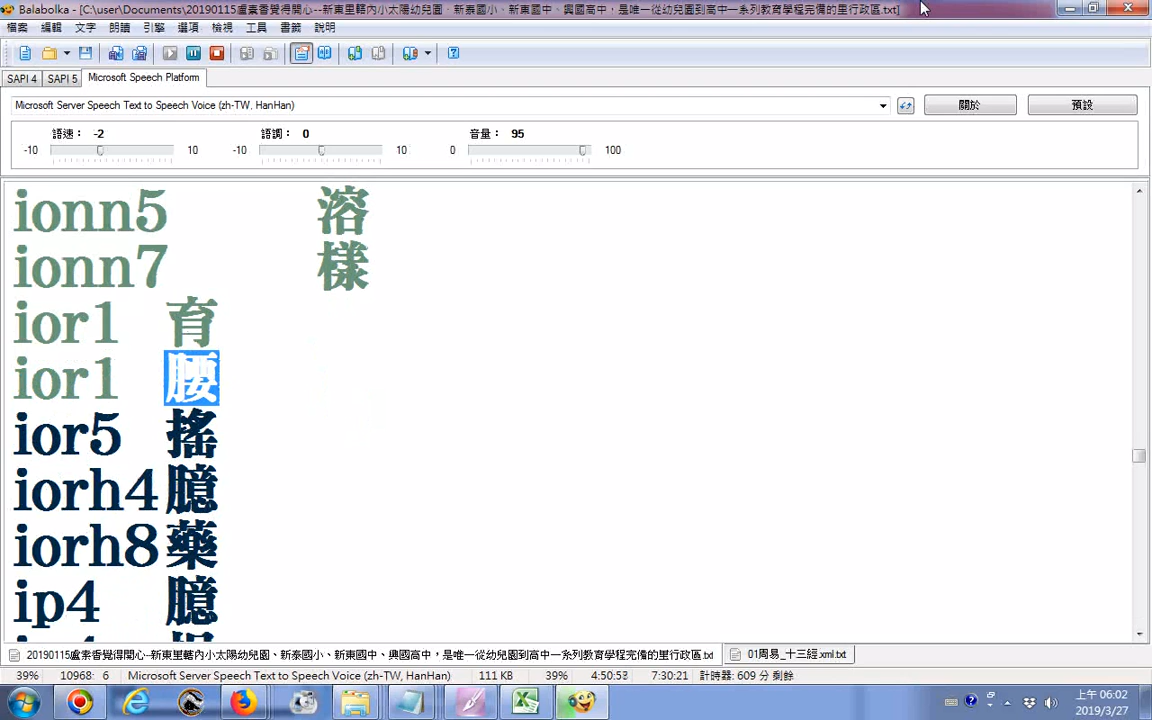 Balabolka - [C:\user\Documents\20190115盧素香覺得開心--新東里轄內小太陽幼兒園、新泰國小、新東國中、興國高中，是唯一從幼兒園到高中一系列教育學程完備的里行政區.txt]
檔案 編輯 文字 朗讀 引擎 選項 檢視 工具 書籤 說明
SAPI 4 SAPI 5 Microsoft Speech Platform
Microsoft Server Speech Text to Speech Voice (zh-TW, HanHan) 關於 預設
語速： -2 語調： 0 音量： 95
-10 10 -10 10 0 100
ionn5 溶
ionn7 樣
ior1 育
ior1 腰
ior5 搖
iorh4 臆
iorh8 藥
ip4 臆
20190115盧素香覺得開心--新東里轄內小太陽幼兒園、新泰國小、新東國中、興國高中，是唯一從幼兒園到高中一系列教育學程完備的里行政區.txt 01周易_十三經.xml.txt
39% 10968: 6 Microsoft Server Speech Text to Speech Voice (zh-TW, HanHan) 111 KB 39% 4:50:53 7:30:21 計時器: 609 分 剩餘
上午 06:02
2019/3/27